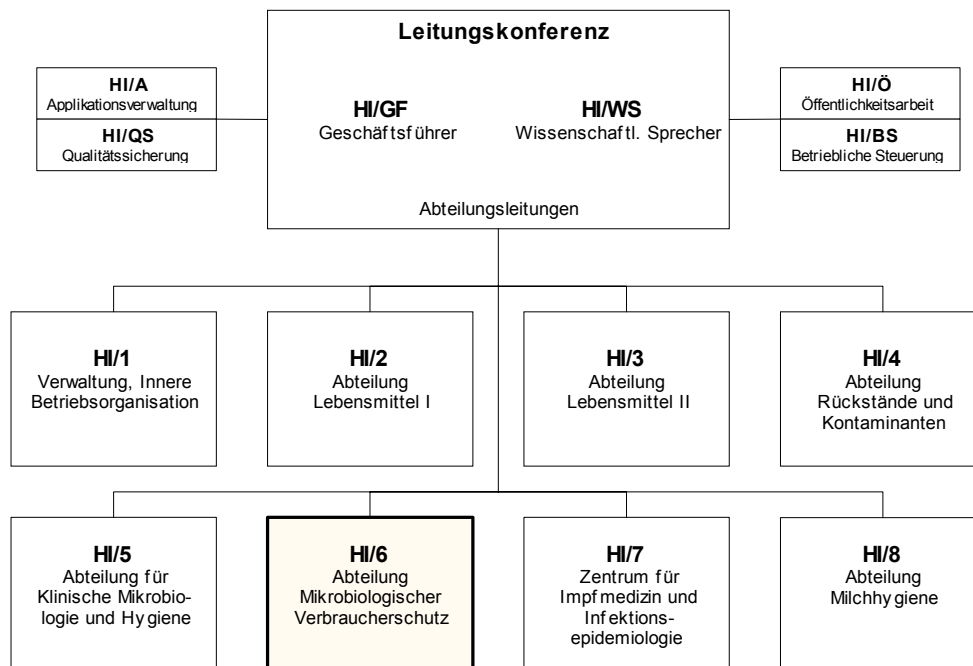 Leitungskonferenz
HI/A
Applikationsverwaltung
HI/QS
Qualitätssicherung
HI/GF
Geschäftsführer
HI/WS
Wissenschaftl. Sprecher
HI/Ö
Öffentlichkeitsarbeit
HI/BS
Betriebliche Steuerung
Abteilungsleitungen
HI/1
Verwaltung, Innere
Betriebsorganisation
HI/2
Abteilung
Lebensmittel I
HI/3
Abteilung
Lebensmittel II
HI/4
Abteilung
Rückstände und
Kontaminanten
HI/5
Abteilung für
Klinische Mikrobio-
logie und Hygiene
HI/6
Abteilung
Mikrobiologischer
Verbraucherschutz
HI/7
Zentrum für
Impfmedizin und
Infektions-
epidemiologie
HI/8
Abteilung
Milchhygiene